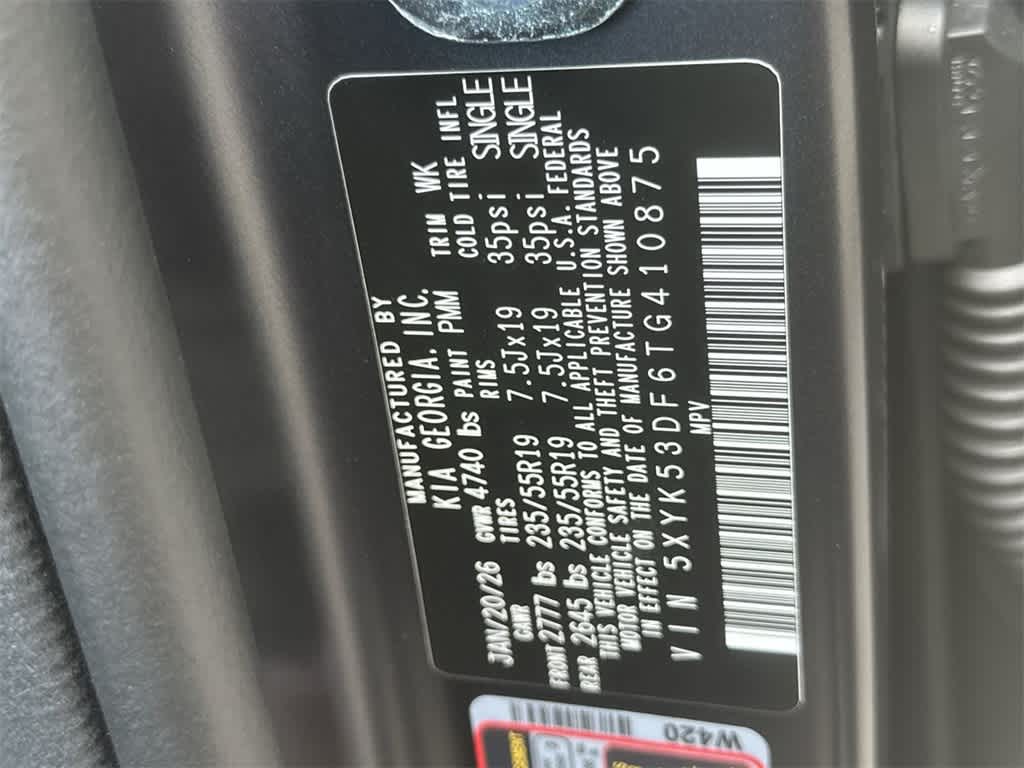 MANUFACTURED BY
KIA GEORGIA. INC.
JAN/20/26 GVWR 4740 lbs PAINT PMM TRIM WK
GAWR TIRES RIMS COLD TIRE INFL
FRONT 2777 lbs 235/55R19 7.5Jx19 35psi SINGLE
REAR 2645 lbs 235/55R19 7.5Jx19 35psi SINGLE
THIS VEHICLE CONFORMS TO ALL APPLICABLE U.S.A. FEDERAL
MOTOR VEHICLE SAFETY AND THEFT PREVENTION STANDARDS
IN EFFECT ON THE DATE OF MANUFACTURE SHOWN ABOVE
VIN 5XYK53DF6TG410875
MPV
W420